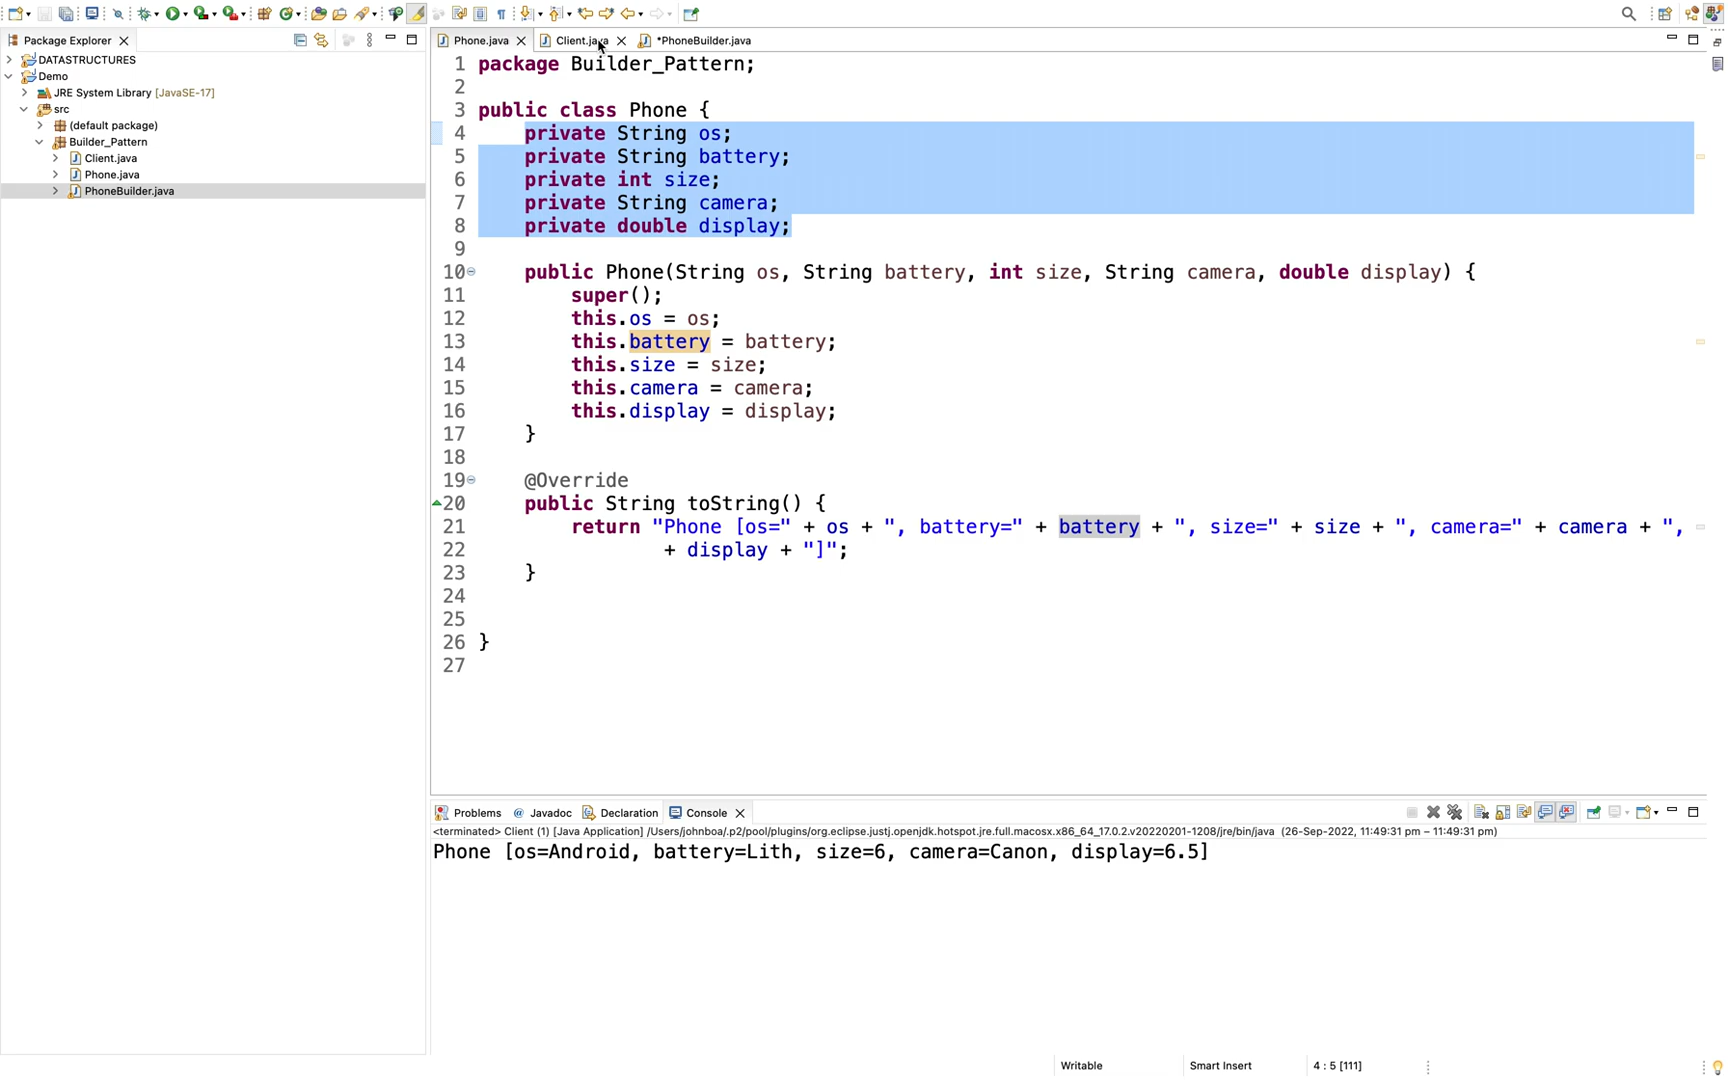 Package Explorer
DATASTRUCTURES
Demo
JRE System Library [JavaSE-17]
src
(default package)
Builder_Pattern
Client.java
Phone.java
PhoneBuilder.java
Phone.java
Client.java
*PhoneBuilder.java
1 package Builder_Pattern;
2
3 public class Phone {
4 private String os;
5 private String battery;
6 private int size;
7 private String camera;
8 private double display;
9
10 public Phone(String os, String battery, int size, String camera, double display) {
11 super();
12 this.os = os;
13 this.battery = battery;
14 this.size = size;
15 this.camera = camera;
16 this.display = display;
17 }
18
19 @Override
20 public String toString() {
21 return "Phone [os=" + os + ", battery=" + battery + ", size=" + size + ", camera=" + camera + ",
22 + display + "]";
23 }
24
25
26 }
27
Problems
@ Javadoc
Declaration
Console
<terminated> Client (1) [Java Application] /Users/johnboa/.p2/pool/plugins/org.eclipse.justj.openjdk.hotspot.jre.full.macosx.x86_64_17.0.2.v20220201-1208/jre/bin/java (26-Sep-2022, 11:49:31 pm – 11:49:31 pm)
Phone [os=Android, battery=Lith, size=6, camera=Canon, display=6.5]
Writable
Smart Insert
4 : 5 [111]